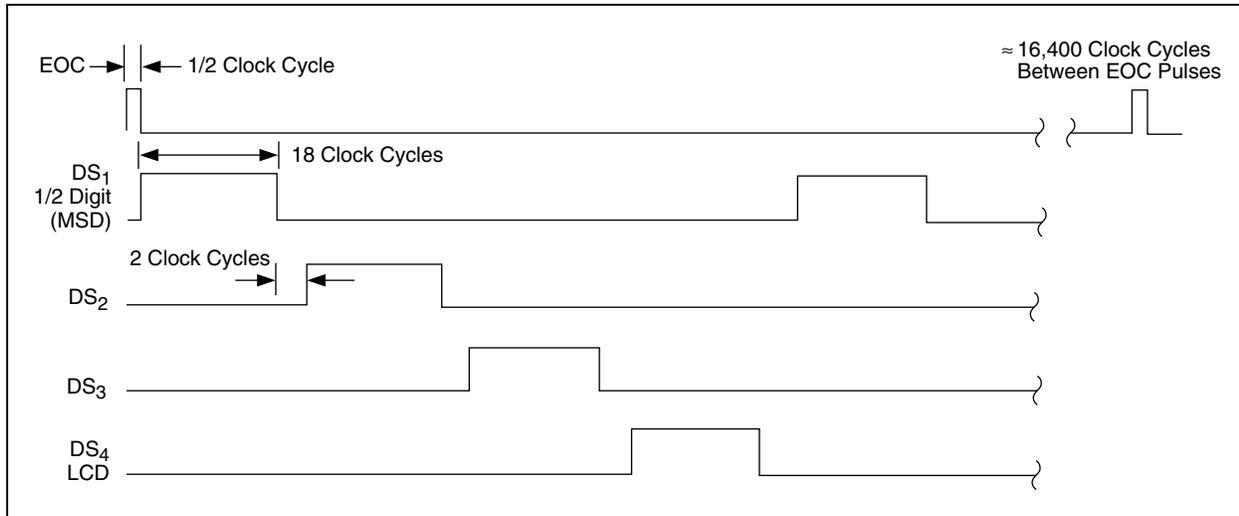 EOC
1/2 Clock Cycle
≈ 16,400 Clock Cycles
Between EOC Pulses
18 Clock Cycles
DS1
1/2 Digit
(MSD)
2 Clock Cycles
DS2
DS3
DS4
LCD